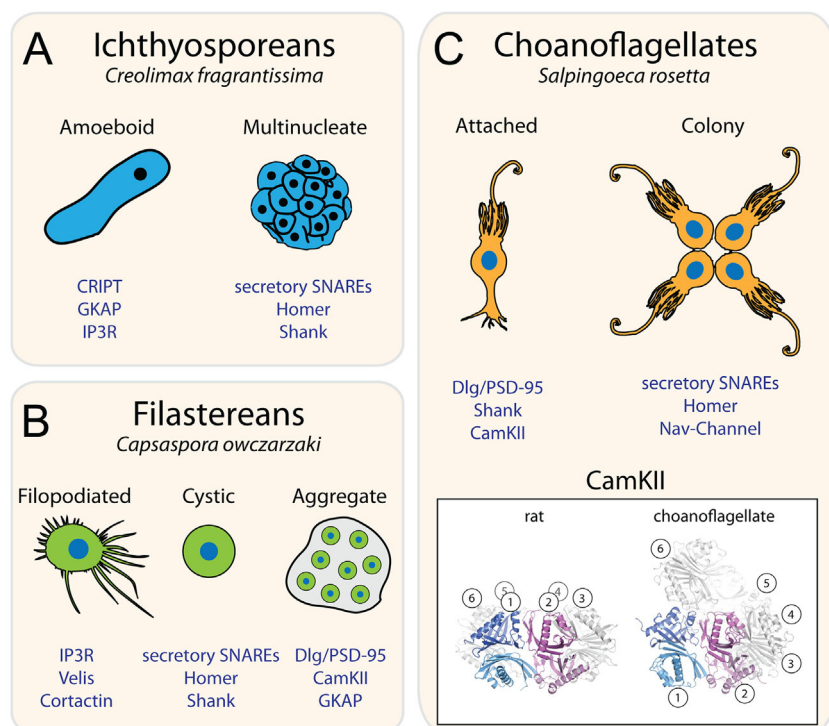 A
Ichthyosporeans
Creolimax fragrantissima
Amoeboid
Multinucleate
CRIPT
GKAP
IP3R
secretory SNAREs
Homer
Shank
B
Filastereans
Capsaspora owczarzaki
Filopodiated
Cystic
Aggregate
IP3R
Velis
Cortactin
secretory SNAREs
Homer
Shank
Dlg/PSD-95
CamKII
GKAP
C
Choanoflagellates
Salpingoeca rosetta
Attached
Colony
Dlg/PSD-95
Shank
CamKII
secretory SNAREs
Homer
Nav-Channel
CamKII
rat
6
5
1
2
4
3
choanoflagellate
6
5
4
3
2
1